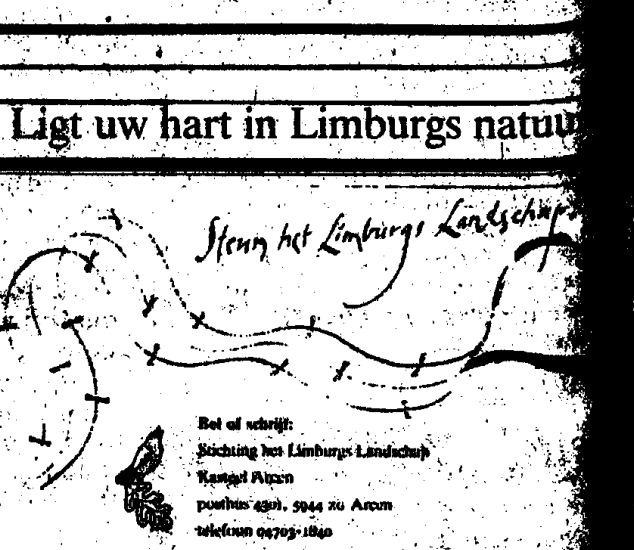 Ligt uw hart in Limburgs natuu
Steun het Limburgs Landschap.
Bel of schrijf:
Stichting het Limburgs Landschap
Kasteel Arcen
postbus 4301, 5944 ZG Arcen
telefoon 04703-1840